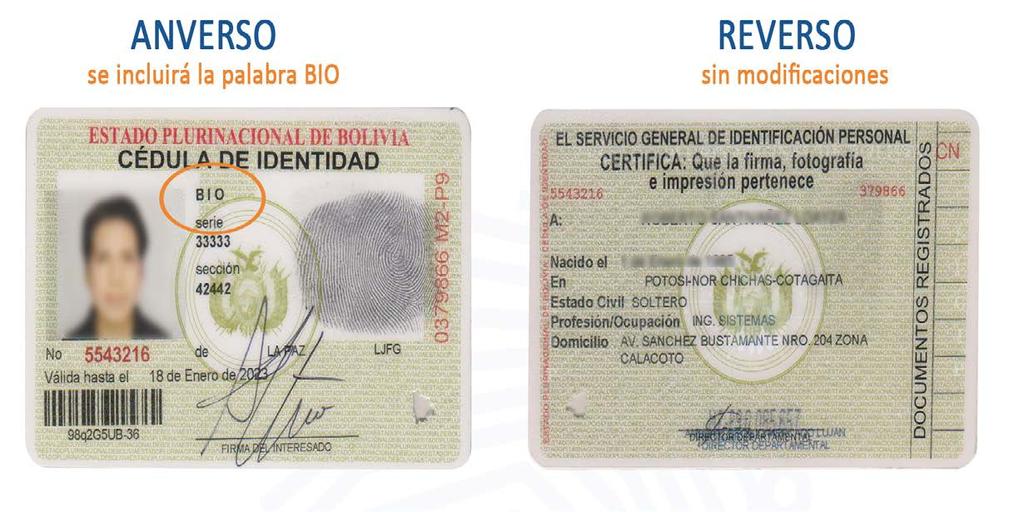 ANVERSO
se incluirá la palabra BIO
ESTADO PLURINACIONAL DE BOLIVIA
CÉDULA DE IDENTIDAD
BIO
serie
33333
sección
42442
0379866 M2-P9
No 5543216 de LA PAZ LJFG
Válida hasta el 18 de Enero de 2023
98q2G5UB-36
FIRMA DEL INTERESADO
REVERSO
sin modificaciones
EL SERVICIO GENERAL DE IDENTIFICACIÓN PERSONAL
CERTIFICA: Que la firma, fotografía
e impresión pertenece
5543216 379866
A:
Nacido el
En POTOSI-NOR CHICHAS-COTAGAITA
Estado Civil SOLTERO
Profesión/Ocupación ING. SISTEMAS
Domicilio AV. SANCHEZ BUSTAMANTE NRO. 204 ZONA
CALACOTO
DIRECTOR DEPARTAMENTAL
DIRECTOR DEPARTAMENTAL
DOCUMENTOS REGISTRADOS
CN